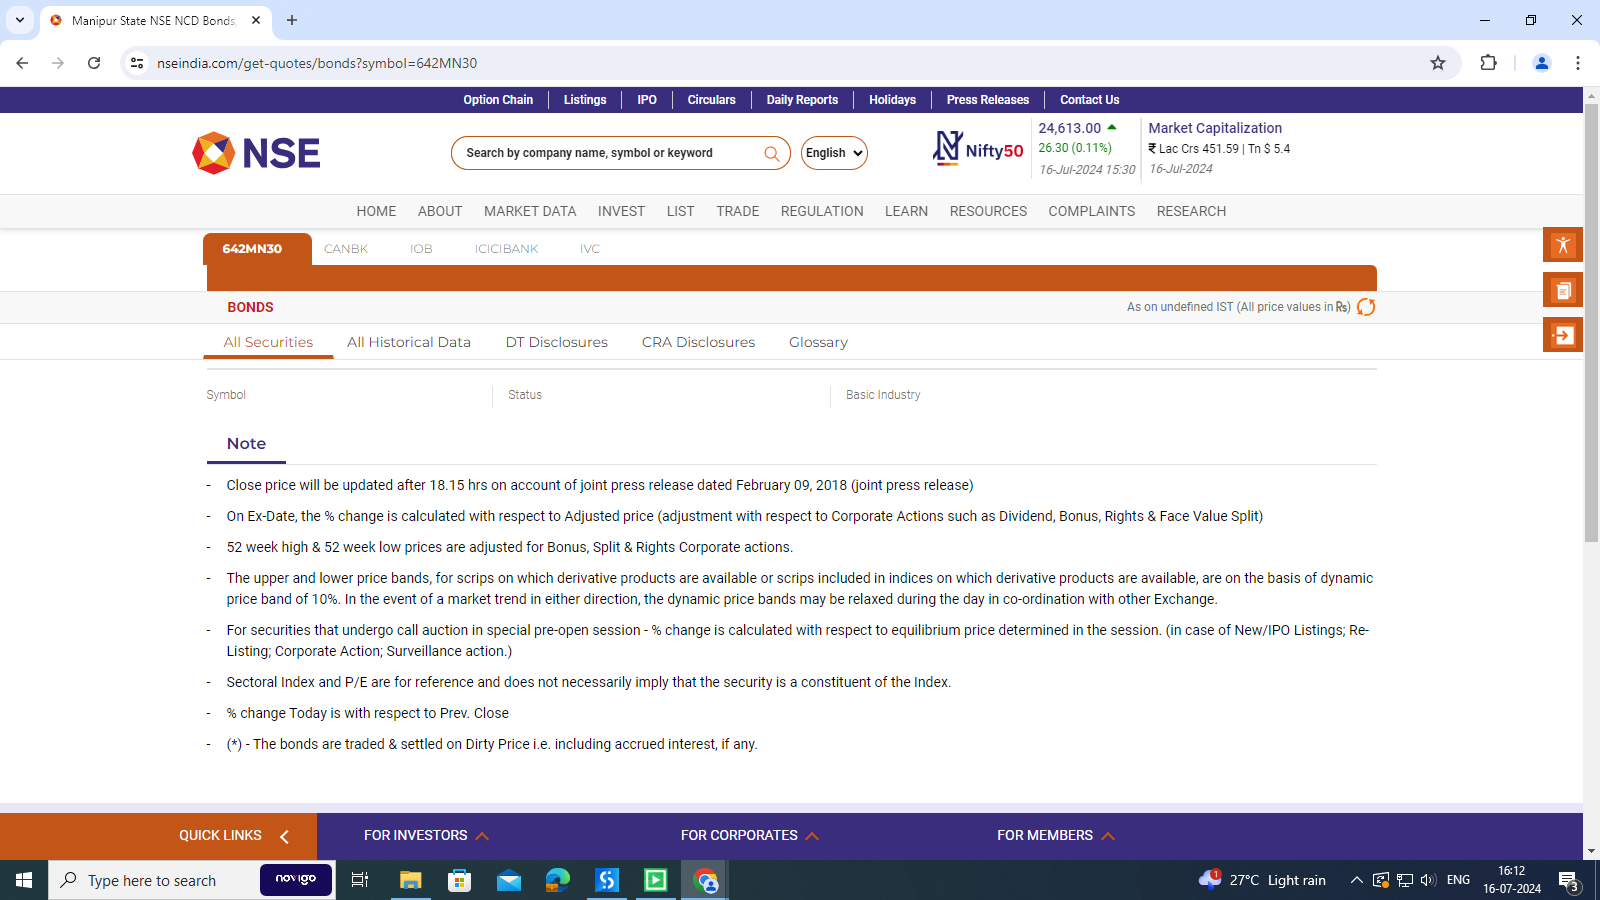 Manipur State NSE NCD Bonds
nseindia.com/get-quotes/bonds?symbol=642MN30
Option Chain
Listings
IPO
Circulars
Daily Reports
Holidays
Press Releases
Contact Us
NSE
Search by company name, symbol or keyword
English
Nifty50
24,613.00
26.30 (0.11%)
16-Jul-2024 15:30
Market Capitalization
₹ Lac Crs 451.59 | Tn $ 5.4
16-Jul-2024
HOME
ABOUT
MARKET DATA
INVEST
LIST
TRADE
REGULATION
LEARN
RESOURCES
COMPLAINTS
RESEARCH
642MN30
CANBK
IOB
ICICIBANK
IVC
BONDS
As on undefined IST (All price values in ₨)
All Securities
All Historical Data
DT Disclosures
CRA Disclosures
Glossary
Symbol
Status
Basic Industry
Note
- Close price will be updated after 18.15 hrs on account of joint press release dated February 09, 2018 (joint press release)
- On Ex-Date, the % change is calculated with respect to Adjusted price (adjustment with respect to Corporate Actions such as Dividend, Bonus, Rights & Face Value Split)
- 52 week high & 52 week low prices are adjusted for Bonus, Split & Rights Corporate actions.
- The upper and lower price bands, for scrips on which derivative products are available or scrips included in indices on which derivative products are available, are on the basis of dynamic
price band of 10%. In the event of a market trend in either direction, the dynamic price bands may be relaxed during the day in co-ordination with other Exchange.
- For securities that undergo call auction in special pre-open session - % change is calculated with respect to equilibrium price determined in the session. (in case of New/IPO Listings; Re-
Listing; Corporate Action; Surveillance action.)
- Sectoral Index and P/E are for reference and does not necessarily imply that the security is a constituent of the Index.
- % change Today is with respect to Prev. Close
- (*) - The bonds are traded & settled on Dirty Price i.e. including accrued interest, if any.
QUICK LINKS
FOR INVESTORS
FOR CORPORATES
FOR MEMBERS
Type here to search
novigo
1
27°C Light rain
ENG
16:12
16-07-2024
3